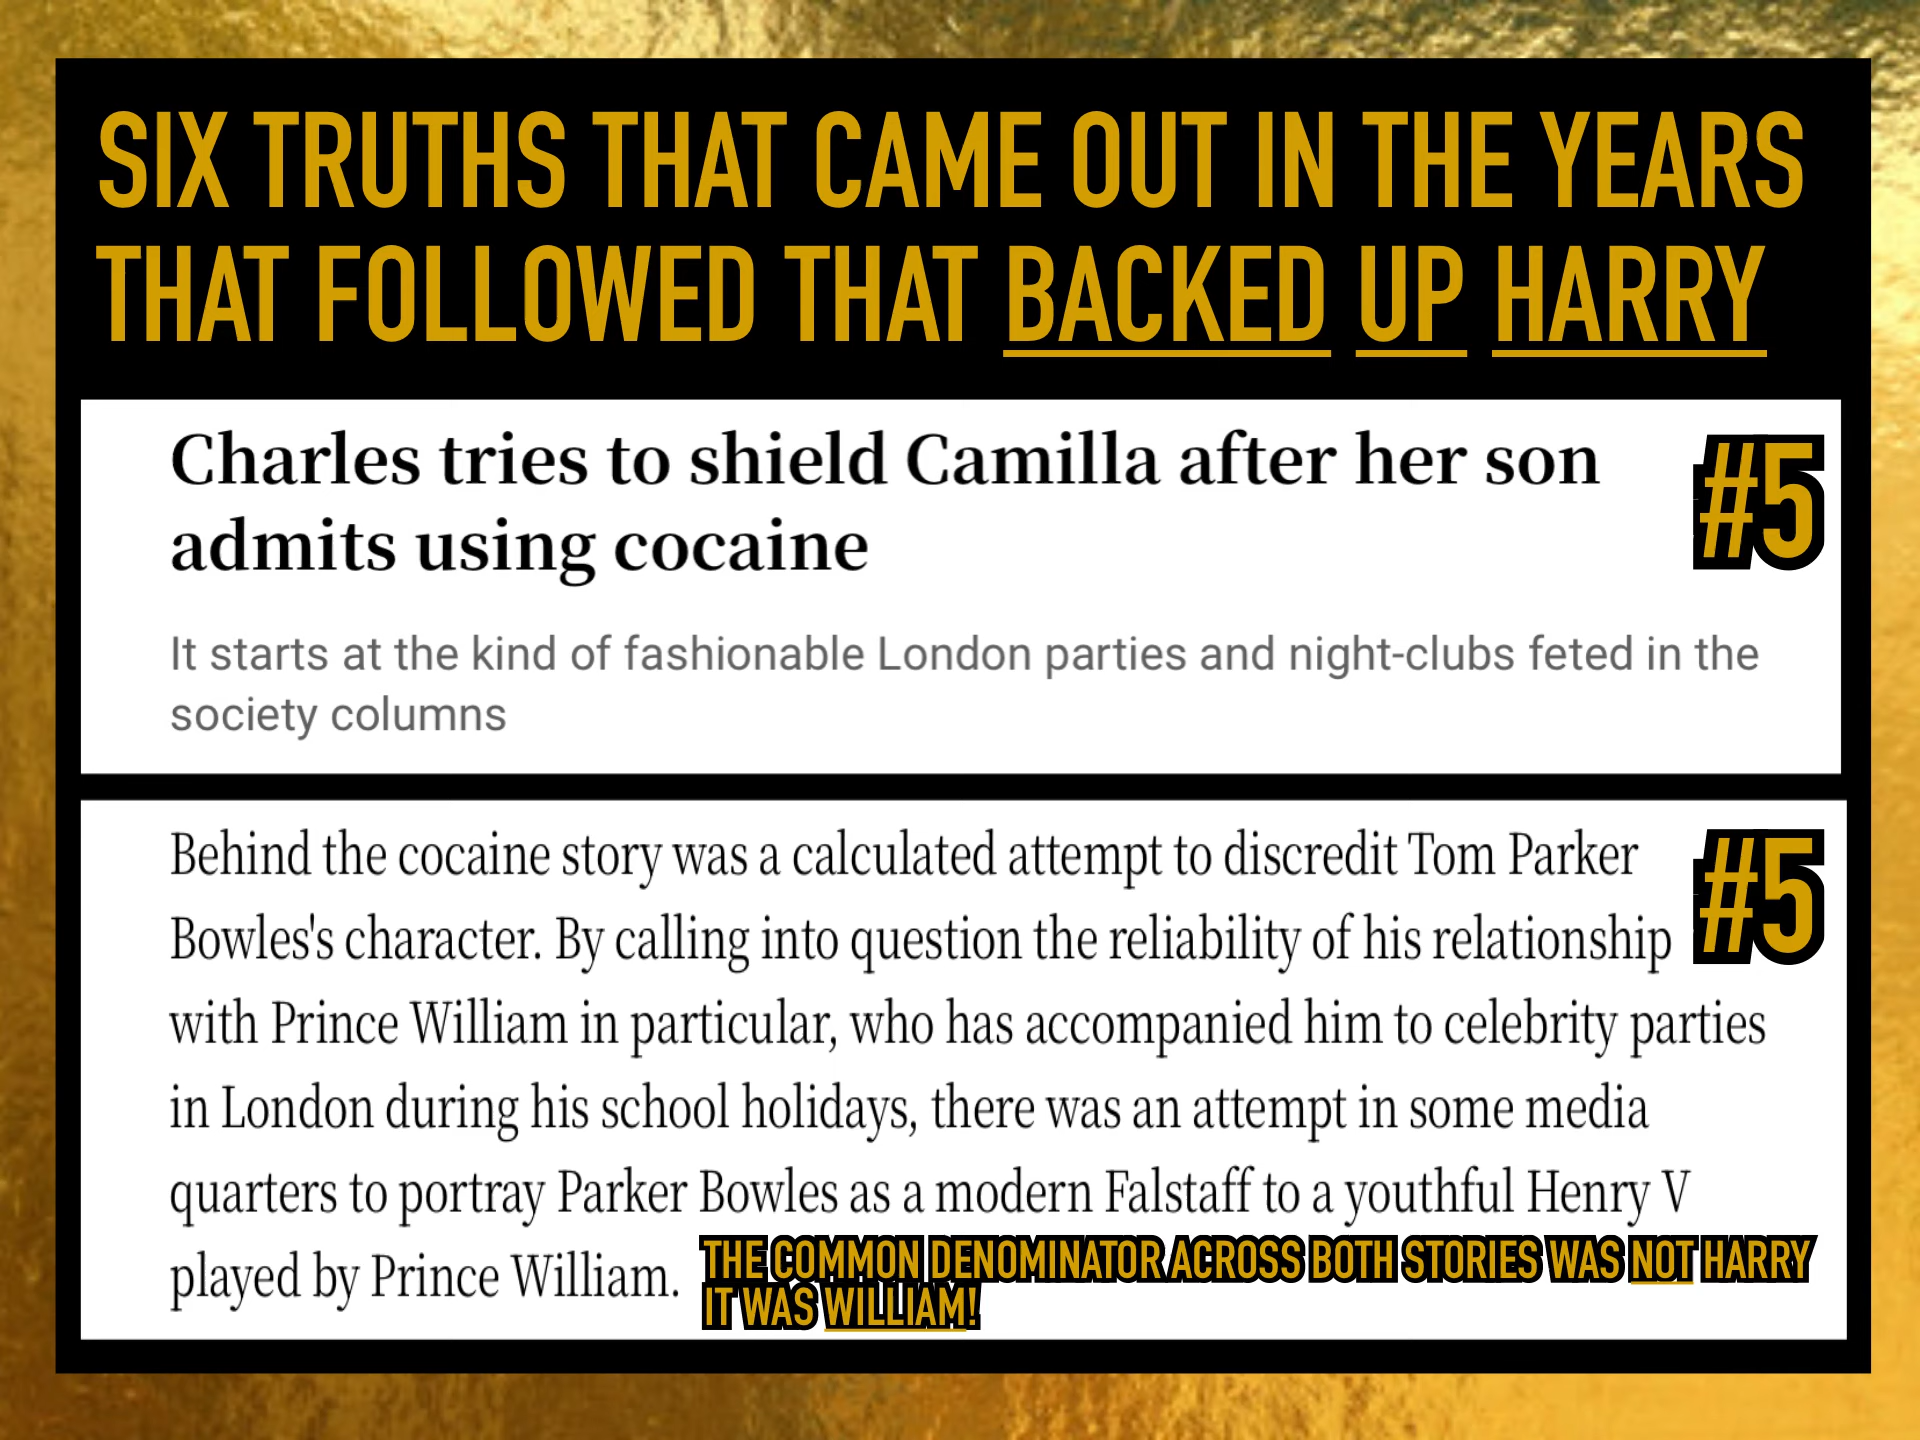 SIX TRUTHS THAT CAME OUT IN THE YEARS
THAT FOLLOWED THAT BACKED UP HARRY
Charles tries to shield Camilla after her son
admits using cocaine
#5
It starts at the kind of fashionable London parties and night-clubs feted in the
society columns
Behind the cocaine story was a calculated attempt to discredit Tom Parker
#5
Bowles's character. By calling into question the reliability of his relationship
with Prince William in particular, who has accompanied him to celebrity parties
in London during his school holidays, there was an attempt in some media
quarters to portray Parker Bowles as a modern Falstaff to a youthful Henry V
played by Prince William.
THE COMMON DENOMINATOR ACROSS BOTH STORIES WAS NOT HARRY
IT WAS WILLIAM!